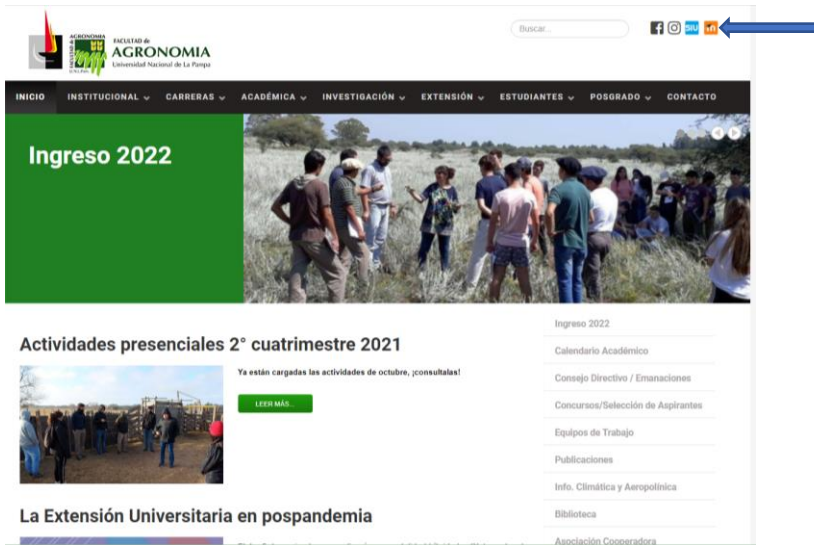 AGRONOMIA
FACULTAD de
AGRONOMIA
Universidad Nacional de La Pampa
Buscar...
SIU
INICIO INSTITUCIONAL CARRERAS ACADÉMICA INVESTIGACIÓN EXTENSIÓN ESTUDIANTES POSGRADO CONTACTO
Ingreso 2022
Ingreso 2022
Calendario Académico
Consejo Directivo / Emanaciones
Concursos/Selección de Aspirantes
Equipos de Trabajo
Publicaciones
Info. Climática y Aeropolínica
Biblioteca
Asociación Cooperadora
Actividades presenciales 2° cuatrimestre 2021
Ya están cargadas las actividades de octubre, ¡consultalas!
LEER MÁS...
La Extensión Universitaria en pospandemia